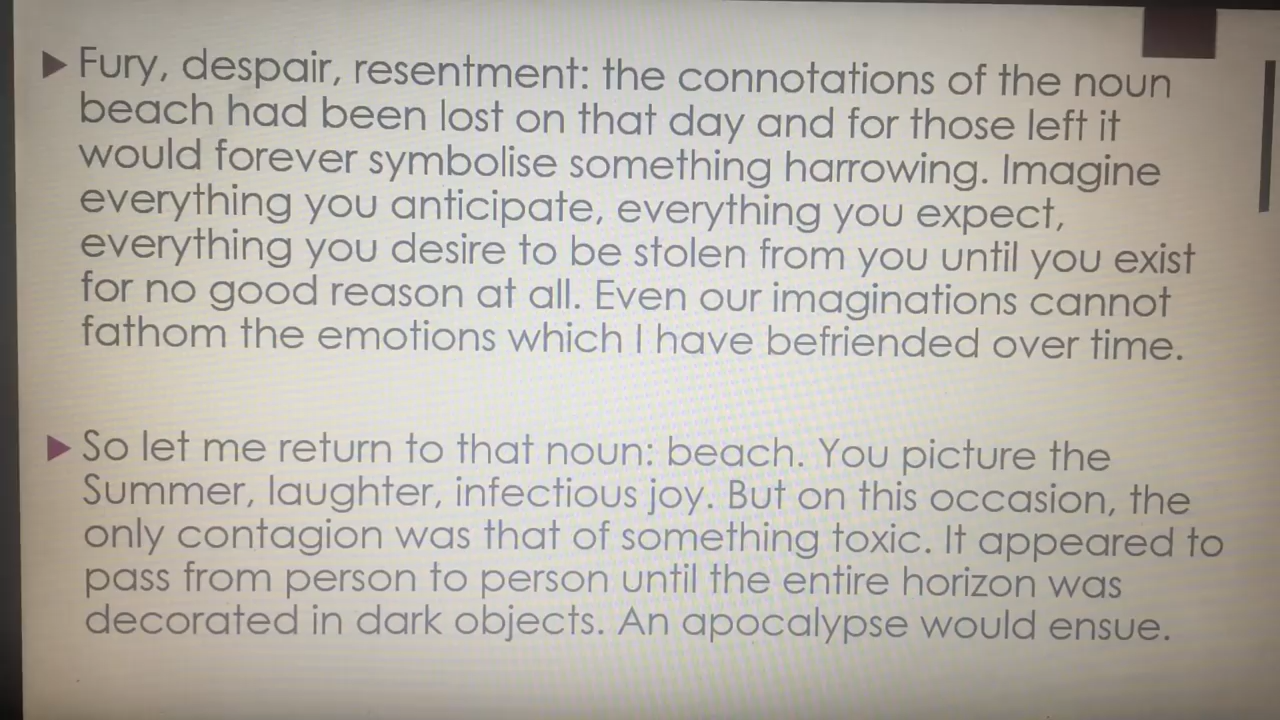 Fury, despair, resentment: the connotations of the noun
beach had been lost on that day and for those left it
would forever symbolise something harrowing. Imagine
everything you anticipate, everything you expect,
everything you desire to be stolen from you until you exist
for no good reason at all. Even our imaginations cannot
fathom the emotions which I have befriended over time.
So let me return to that noun: beach. You picture the
Summer, laughter, infectious joy. But on this occasion, the
only contagion was that of something toxic. It appeared to
pass from person to person until the entire horizon was
decorated in dark objects. An apocalypse would ensue.